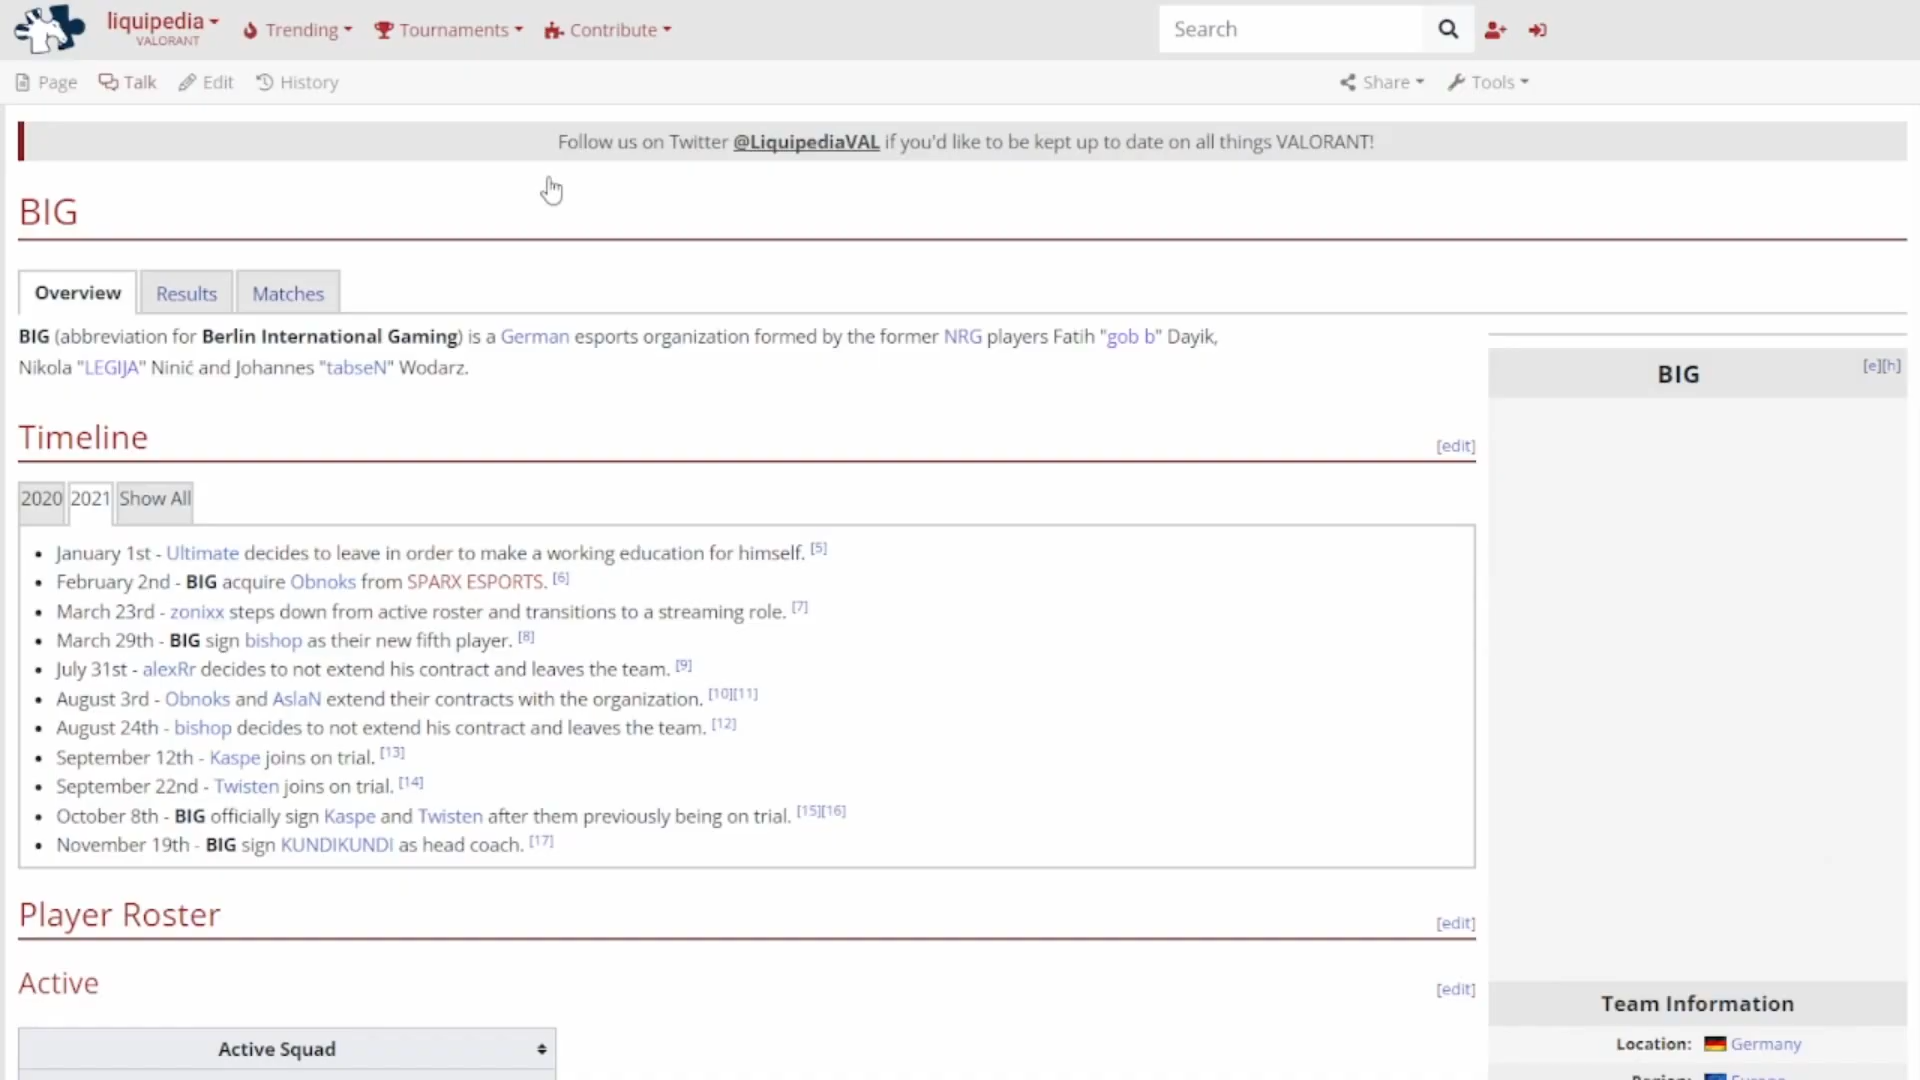 liquipedia
VALORANT
Trending
Tournaments
Contribute
Search
Page
Talk
Edit
History
Share
Tools
Follow us on Twitter @LiquipediaVAL if you'd like to be kept up to date on all things VALORANT!
BIG
Overview
Results
Matches
BIG (abbreviation for Berlin International Gaming) is a German esports organization formed by the former NRG players Fatih "gob b" Dayik,
Nikola "LEGIJA" Ninić and Johannes "tabseN" Wodarz.
BIG
[e][h]
Timeline
[edit]
2020
2021
Show All
January 1st - Ultimate decides to leave in order to make a working education for himself. [5]
February 2nd - BIG acquire Obnoks from SPARX ESPORTS. [6]
March 23rd - zonixx steps down from active roster and transitions to a streaming role. [7]
March 29th - BIG sign bishop as their new fifth player. [8]
July 31st - alexRr decides to not extend his contract and leaves the team. [9]
August 3rd - Obnoks and AslaN extend their contracts with the organization. [10][11]
August 24th - bishop decides to not extend his contract and leaves the team. [12]
September 12th - Kaspe joins on trial. [13]
September 22nd - Twisten joins on trial. [14]
October 8th - BIG officially sign Kaspe and Twisten after them previously being on trial. [15][16]
November 19th - BIG sign KUNDIKUNDI as head coach. [17]
Player Roster
[edit]
Active
[edit]
Active Squad
Team Information
Location: Germany